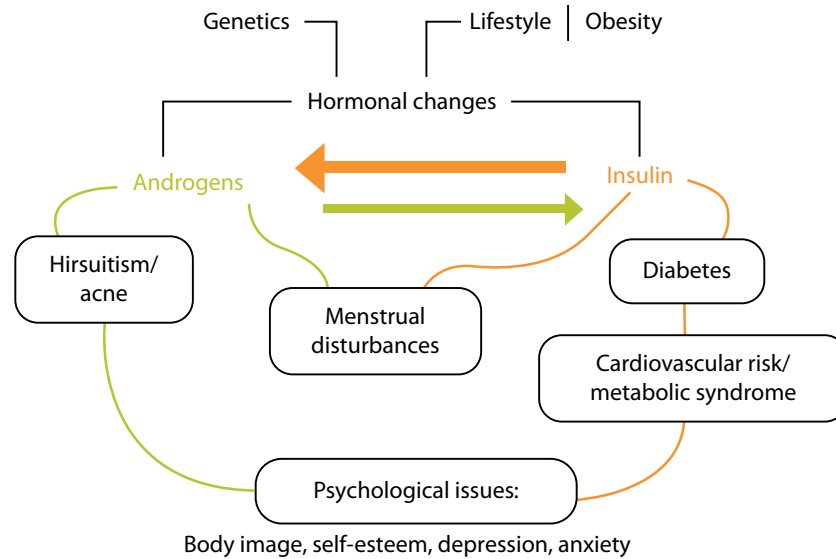 Genetics
Lifestyle
Obesity
Hormonal changes
Androgens
Insulin
Hirsuitism/
acne
Menstrual
disturbances
Diabetes
Cardiovascular risk/
metabolic syndrome
Psychological issues:
Body image, self-esteem, depression, anxiety